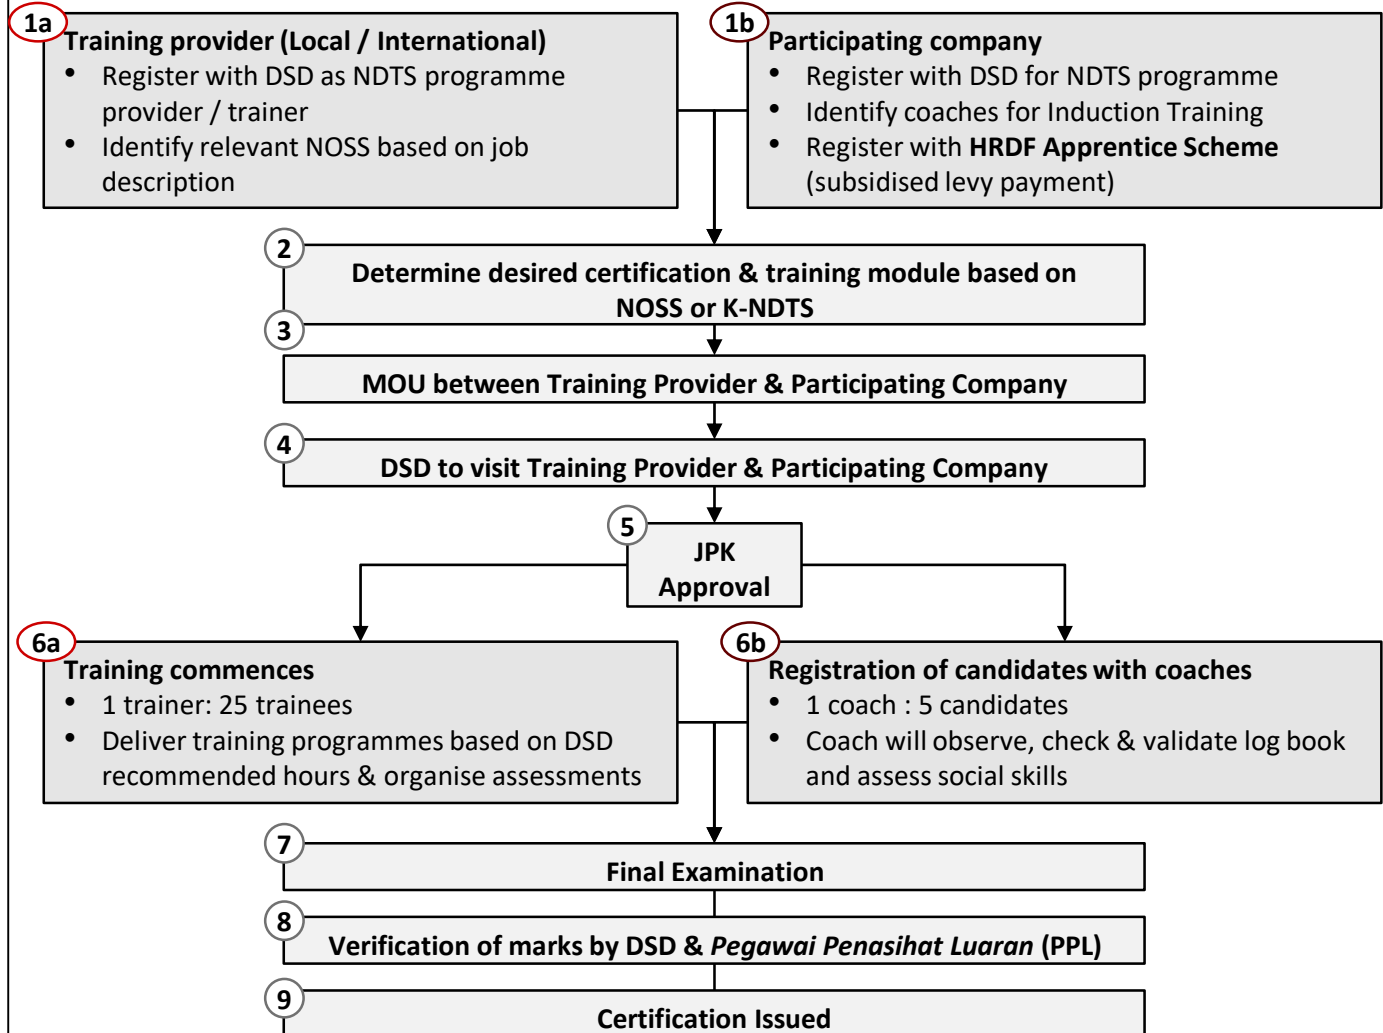 1a
Training provider (Local / International)
• Register with DSD as NDTS programme
provider / trainer
• Identify relevant NOSS based on job
description
1b
Participating company
• Register with DSD for NDTS programme
• Identify coaches for Induction Training
• Register with HRDF Apprentice Scheme
(subsidised levy payment)
2
Determine desired certification & training module based on
NOSS or K-NDTS
3
MOU between Training Provider & Participating Company
4
DSD to visit Training Provider & Participating Company
5
JPK
Approval
6a
Training commences
• 1 trainer: 25 trainees
• Deliver training programmes based on DSD
recommended hours & organise assessments
6b
Registration of candidates with coaches
• 1 coach : 5 candidates
• Coach will observe, check & validate log book
and assess social skills
7
Final Examination
8
Verification of marks by DSD & Pegawai Penasihat Luaran (PPL)
9
Certification Issued